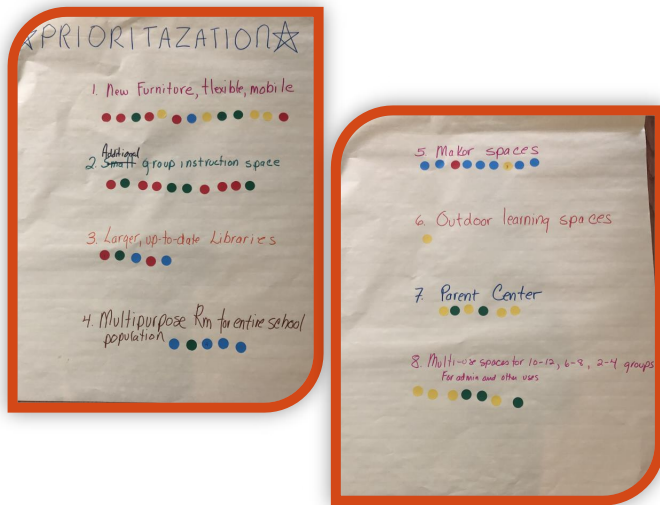 ☆PRIORITAZATION☆
1. New Furniture, flexible, mobile
Additional
2. Small group instruction space
3. Larger, up-to-date Libraries
4. Multipurpose Rm for entire school
population
5. Makor spaces
6. Outdoor learning spaces
7. Parent Center
8. Multi-use spaces for 10-12, 6-8, 2-4 groups
For admin and other uses